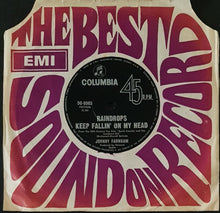 THE BEST
EMI
SOUND ON RECORD
COLUMBIA
45
R.P.M.
RAINDROPS
KEEP FALLIN' ON MY HEAD
JOHNNY FARNHAM